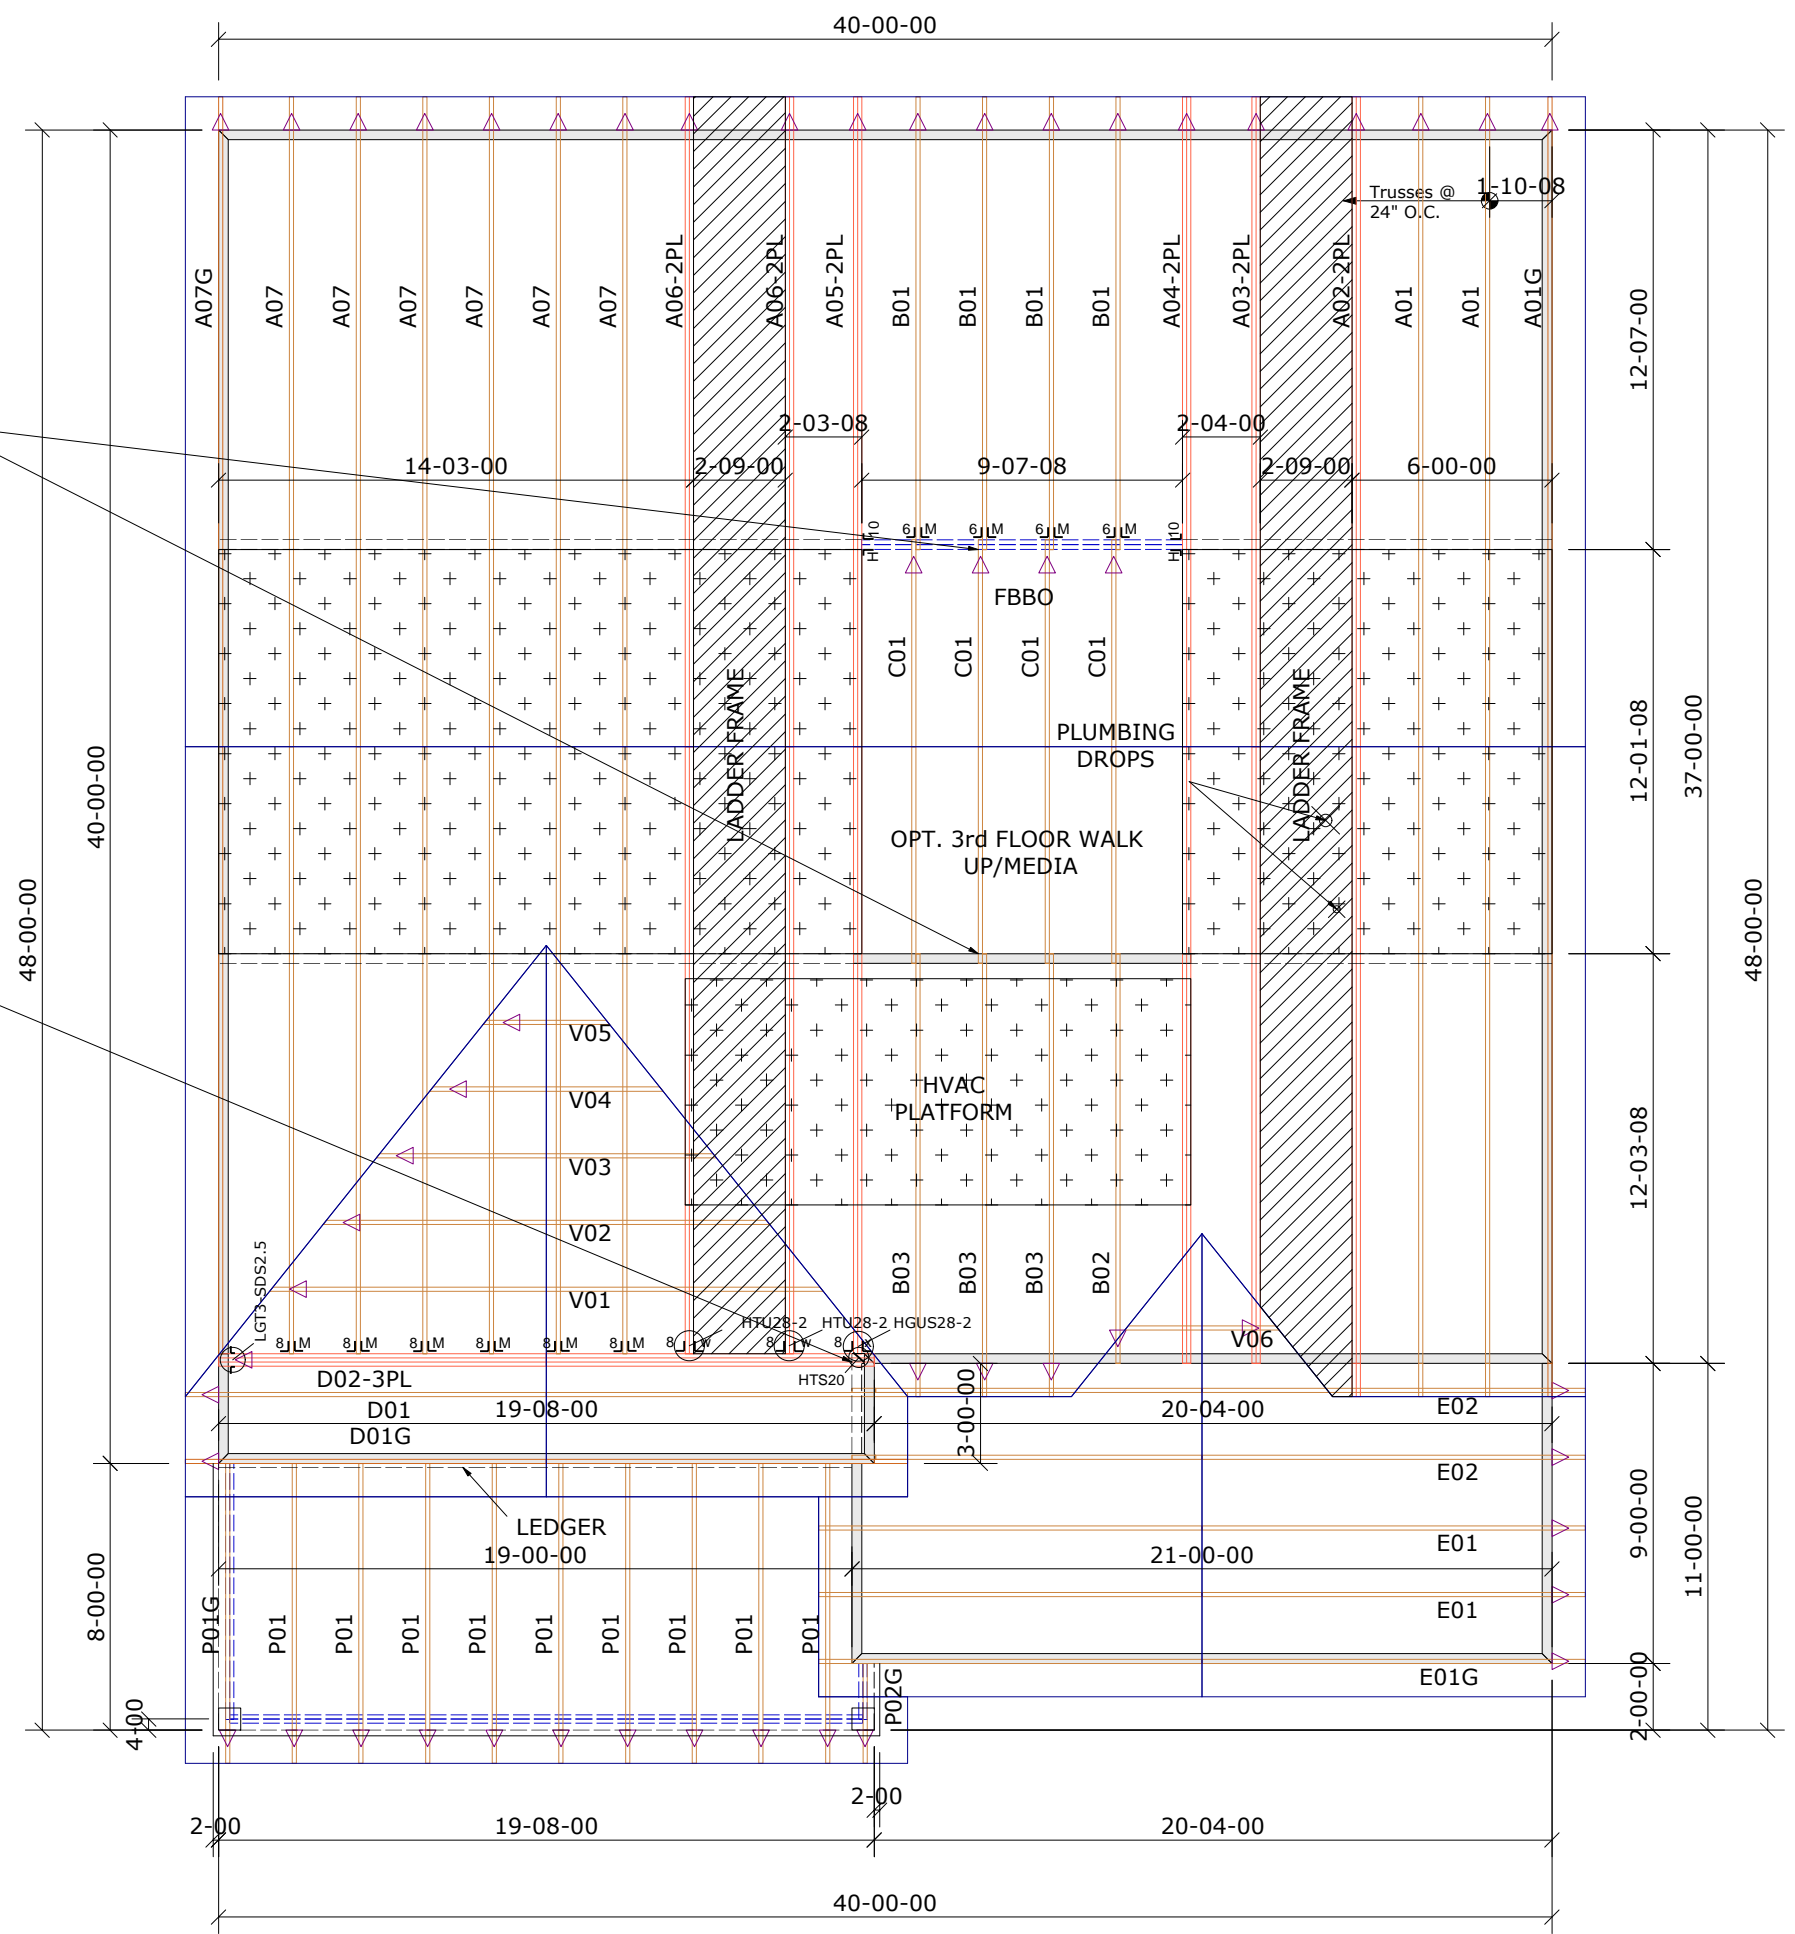 40-00-00
Trusses @
24" O.C.
1-10-08
A07G
A07
A07
A07
A07
A07
A07
A06-2PL
A06-2PL
A05-2PL
B01
B01
B01
B01
A04-2PL
A03-2PL
A02-2PL
A01
A01
A01G
12-07-00
2-03-08
2-04-00
14-03-00
2-09-00
9-07-08
2-09-00
6-00-00
6 M
6 M
6 M
6 M
FBBO
C01
C01
C01
C01
LADDER FRAME
LADDER FRAME
PLUMBING
DROPS
OPT. 3rd FLOOR WALK
UP/MEDIA
12-01-08
37-00-00
40-00-00
48-00-00
48-00-00
V05
V04
V03
V02
V01
HVAC
PLATFORM
12-03-08
B03
B03
B03
B02
V06
LGT3-SDS2.5
8 M
8 M
8 M
8 M
8 M
8 M
HTU28-2
HTU28-2
HGUS28-2
HTS20
D02-3PL
D01
19-08-00
D01G
3-00-00
20-04-00
E02
E02
E01
E01
E01G
LEDGER
19-00-00
21-00-00
9-00-00
11-00-00
2-00-00
8-00-00
4-00
P01G
P01
P01
P01
P01
P01
P01
P01
P01
P01
P02G
2-00
19-08-00
2-00
20-04-00
40-00-00